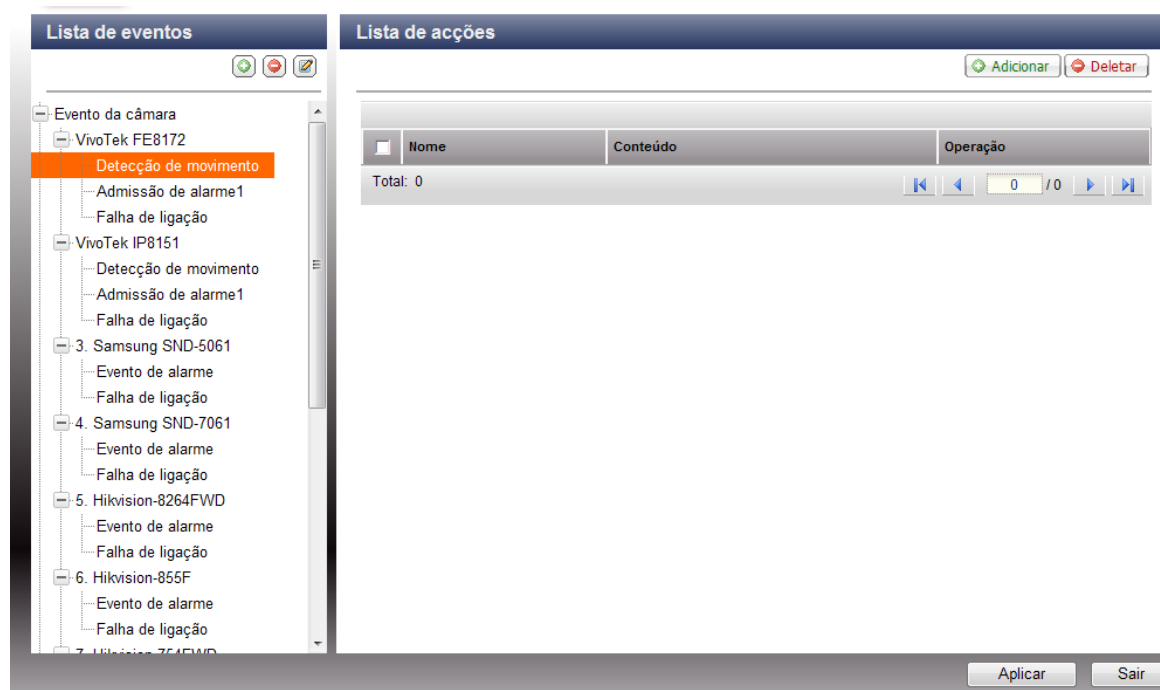 Lista de eventos
Evento da câmara
VivoTek FE8172
Detecção de movimento
Admissão de alarme1
Falha de ligação
VivoTek IP8151
Detecção de movimento
Admissão de alarme1
Falha de ligação
3. Samsung SND-5061
Evento de alarme
Falha de ligação
4. Samsung SND-7061
Evento de alarme
Falha de ligação
5. Hikvision-8264FWD
Evento de alarme
Falha de ligação
6. Hikvision-855F
Evento de alarme
Falha de ligação
7. Hikvision-754FWD
Lista de acções
Adicionar Deletar
Nome Conteúdo Operação
Total: 0 0 / 0
Aplicar Sair